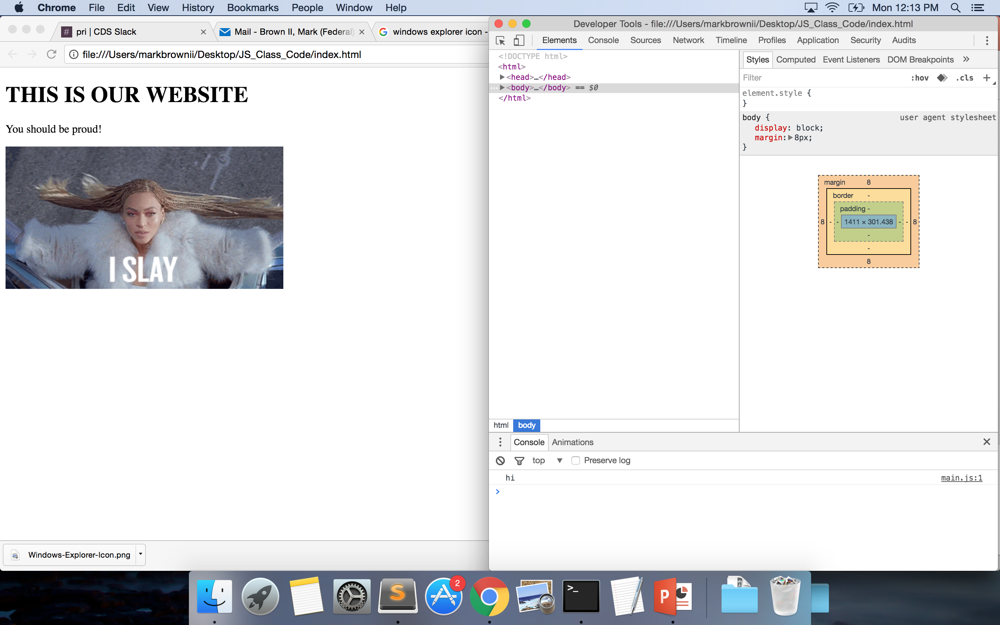 Chrome File Edit View History Bookmarks People Window Help Mon 12:13 PM
pri | CDS Slack
Mail - Brown II, Mark (Federal)
windows explorer icon -
file:///Users/markbrownii/Desktop/JS_Class_Code/index.html
THIS IS OUR WEBSITE
You should be proud!
I SLAY
Windows-Explorer-Icon.png
Developer Tools - file:///Users/markbrownii/Desktop/JS_Class_Code/index.html
Elements Console Sources Network Timeline Profiles Application Security Audits
<!DOCTYPE html>
<html>
<head>…</head>
<body>…</body> == $0
</html>
html body
Styles Computed Event Listeners DOM Breakpoints »
Filter :hov .cls +
element.style {
}
body { user agent stylesheet
display: block;
margin: 8px;
}
margin 8
border -
padding -
8 - - 1411 × 301.438 - - 8
-
-
8
Console Animations
top Preserve log
hi main.js:1
>
S
2
>_
P